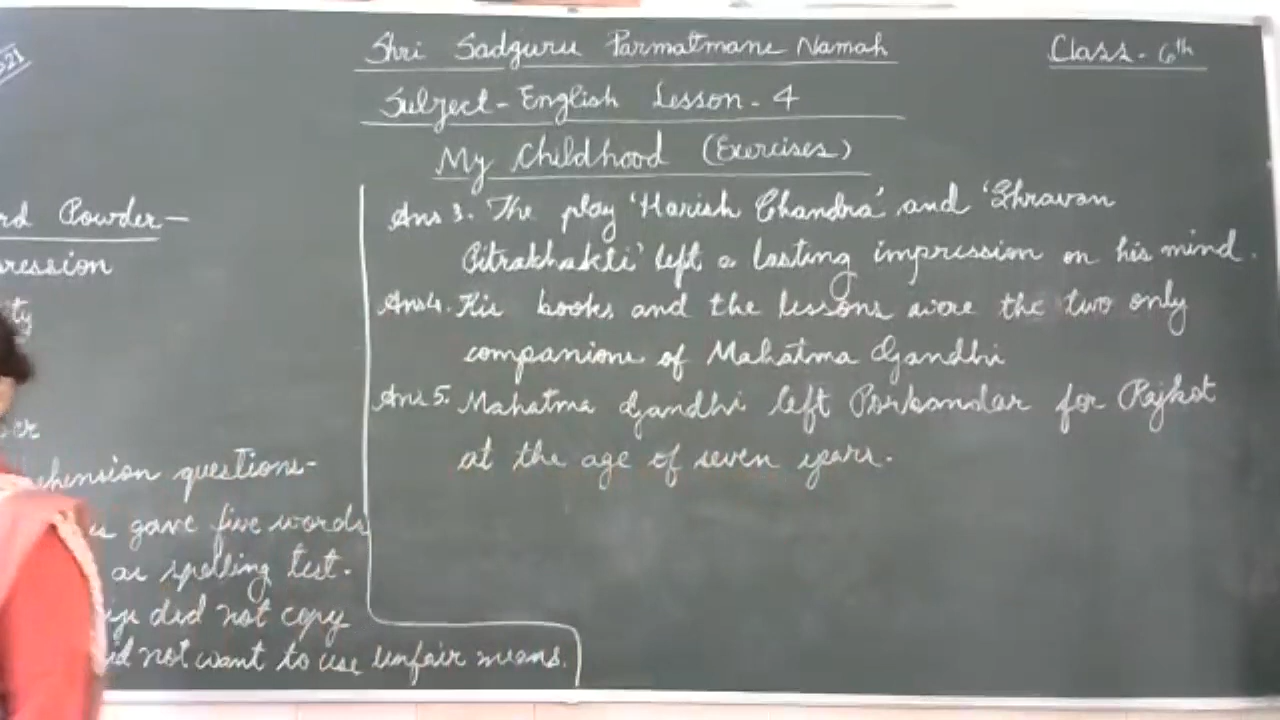 Shri Sadguru Parmatmane Namah
Class - 6th
Subject - English Lesson - 4
My Childhood (Exercises)
Ans 3. The play 'Harish Chandra' and 'Shravan
Pitrabhakti' left a lasting impression on his mind.
Ans 4. His books and the lessons were the two only
companions of Mahatma Gandhi
Ans 5. Mahatma Gandhi left Porbandar for Rajkot
at the age of seven years.
rd Powder —
ression
ty
er
hension questions -
gave five words
as spelling test.
did not copy
id not want to use unfair means.